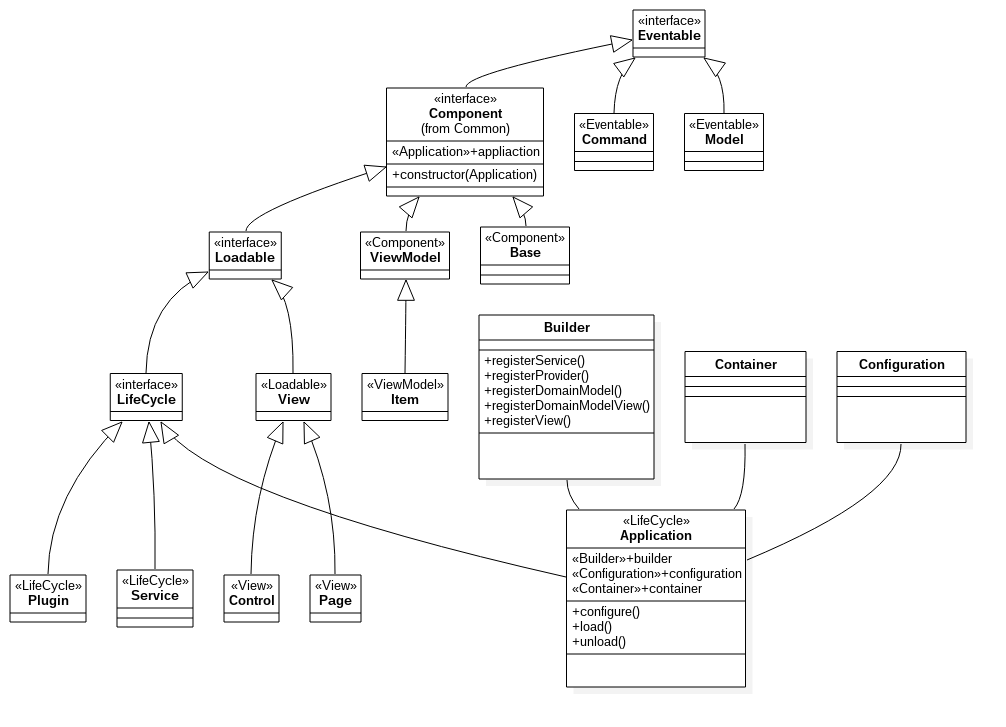 «interface»
Eventable
«interface»
Component
(from Common)
«Application»+appliaction
+constructor(Application)
«Eventable»
Command
«Eventable»
Model
«interface»
Loadable
«Component»
ViewModel
«Component»
Base
Builder
+registerService()
+registerProvider()
+registerDomainModel()
+registerDomainModelView()
+registerView()
Container
Configuration
«interface»
LifeCycle
«Loadable»
View
«ViewModel»
Item
«LifeCycle»
Application
«Builder»+builder
«Configuration»+configuration
«Container»+container
+configure()
+load()
+unload()
«LifeCycle»
Plugin
«LifeCycle»
Service
«View»
Control
«View»
Page